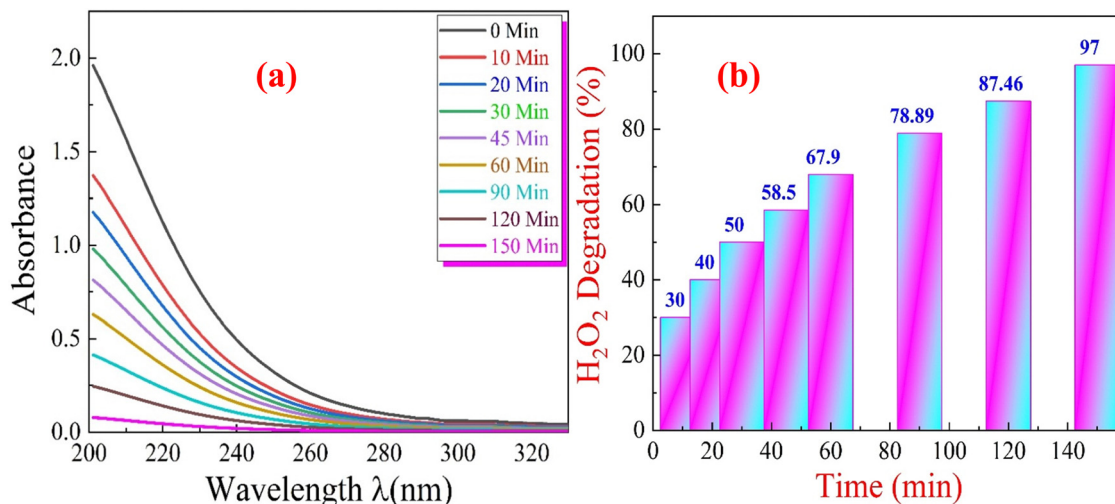 (a)
0 Min
10 Min
20 Min
30 Min
45 Min
60 Min
90 Min
120 Min
150 Min
Absorbance
2.0
1.5
1.0
0.5
0.0
200 220 240 260 280 300 320
Wavelength λ(nm)
(b)
H₂O₂ Degradation (%)
100
80
60
40
20
0
30
40
50
58.5
67.9
78.89
87.46
97
0 20 40 60 80 100 120 140
Time (min)